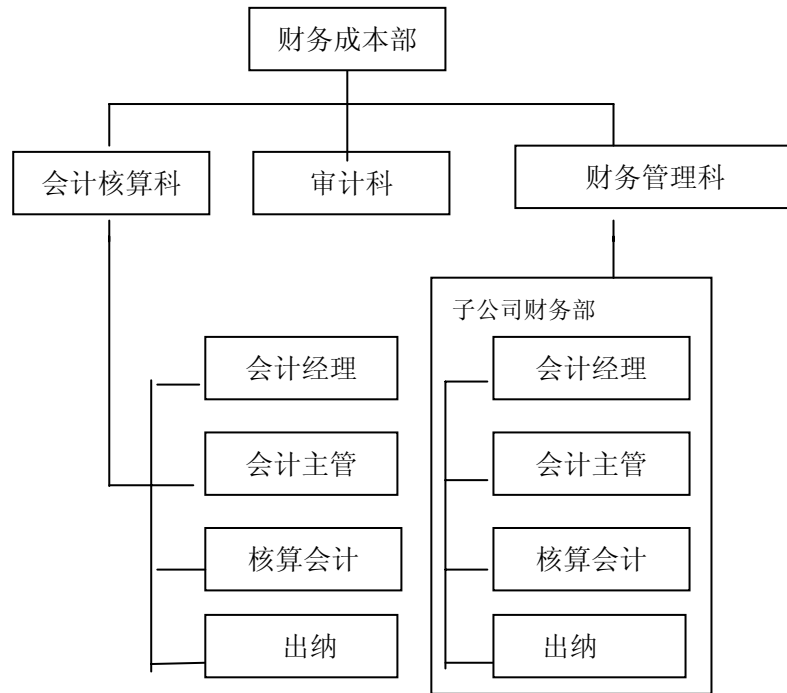 财务成本部
会计核算科
审计科
财务管理科
子公司财务部
会计经理
会计经理
会计主管
会计主管
核算会计
核算会计
出纳
出纳